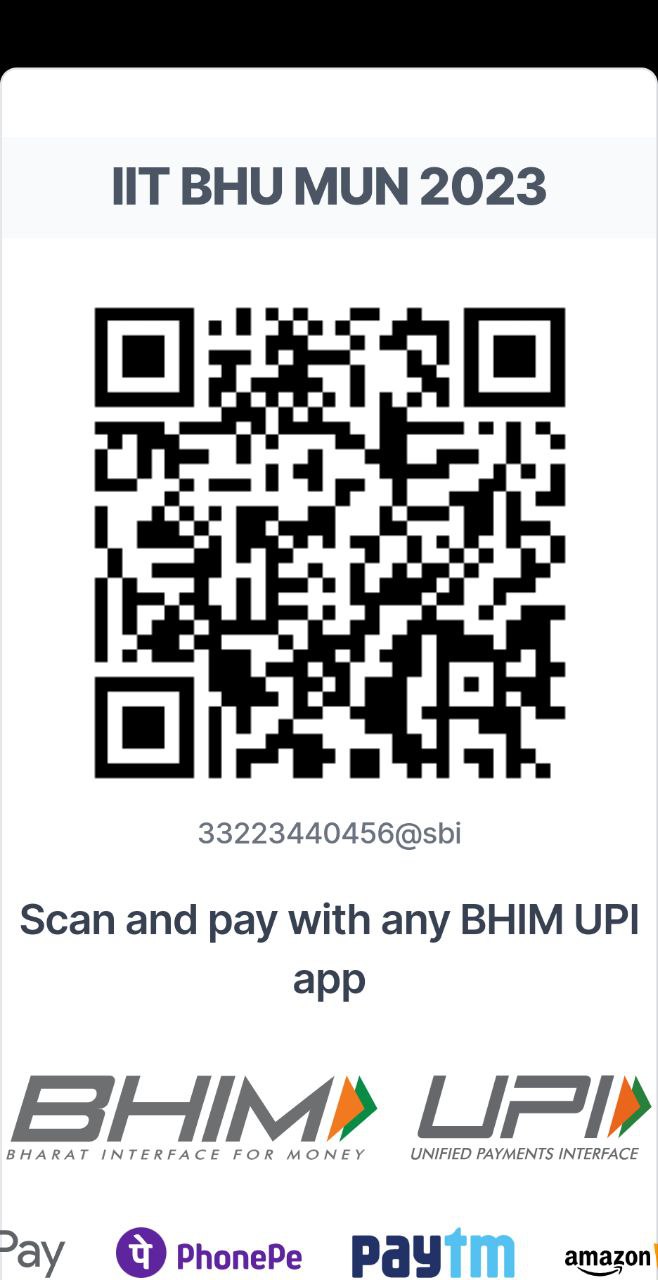 IIT BHU MUN 2023
33223440456@sbi
Scan and pay with any BHIM UPI
app
BHIM UPI
BHARAT INTERFACE FOR MONEY UNIFIED PAYMENTS INTERFACE
Pay पे PhonePe paytm amazon